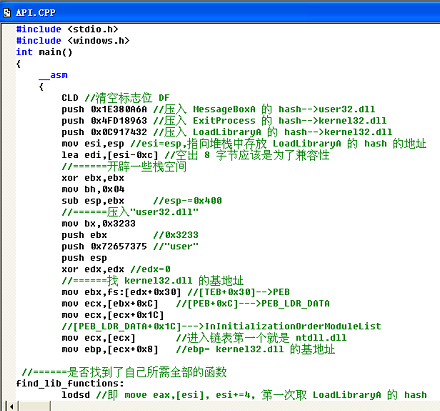 API.CPP
#include <stdio.h>
#include <windows.h>
int main()
{
__asm
{
CLD //清空标志位 DF
push 0x1E380A6A //压入 MessageBoxA 的 hash-->user32.dll
push 0x4FD18963 //压入 ExitProcess 的 hash-->kernel32.dll
push 0x0C917432 //压入 LoadLibraryA 的 hash-->kernel32.dll
mov esi,esp //esi=esp,指向堆栈中存放 LoadLibraryA 的 hash 的地址
lea edi,[esi-0xc] //空出 8 字节应该是为了兼容性
//======开辟一些栈空间
xor ebx,ebx
mov bh,0x04
sub esp,ebx //esp-=0x400
//======压入"user32.dll"
mov bx,0x3233
push ebx //0x3233
push 0x72657375 //"user"
push esp
xor edx,edx //edx=0
//======找 kernel32.dll 的基地址
mov ebx,fs:[edx+0x30] //[TEB+0x30]-->PEB
mov ecx,[ebx+0xC] //[PEB+0xC]--->PEB_LDR_DATA
mov ecx,[ecx+0x1C]
//[PEB_LDR_DATA+0x1C]--->InInitializationOrderModuleList
mov ecx,[ecx] //进入链表第一个就是 ntdll.dll
mov ebp,[ecx+0x8] //ebp= kernel32.dll 的基地址
//======是否找到了自己所需全部的函数
find_lib_functions:
lodsd //即 move eax,[esi], esi+=4, 第一次取 LoadLibraryA 的 hash